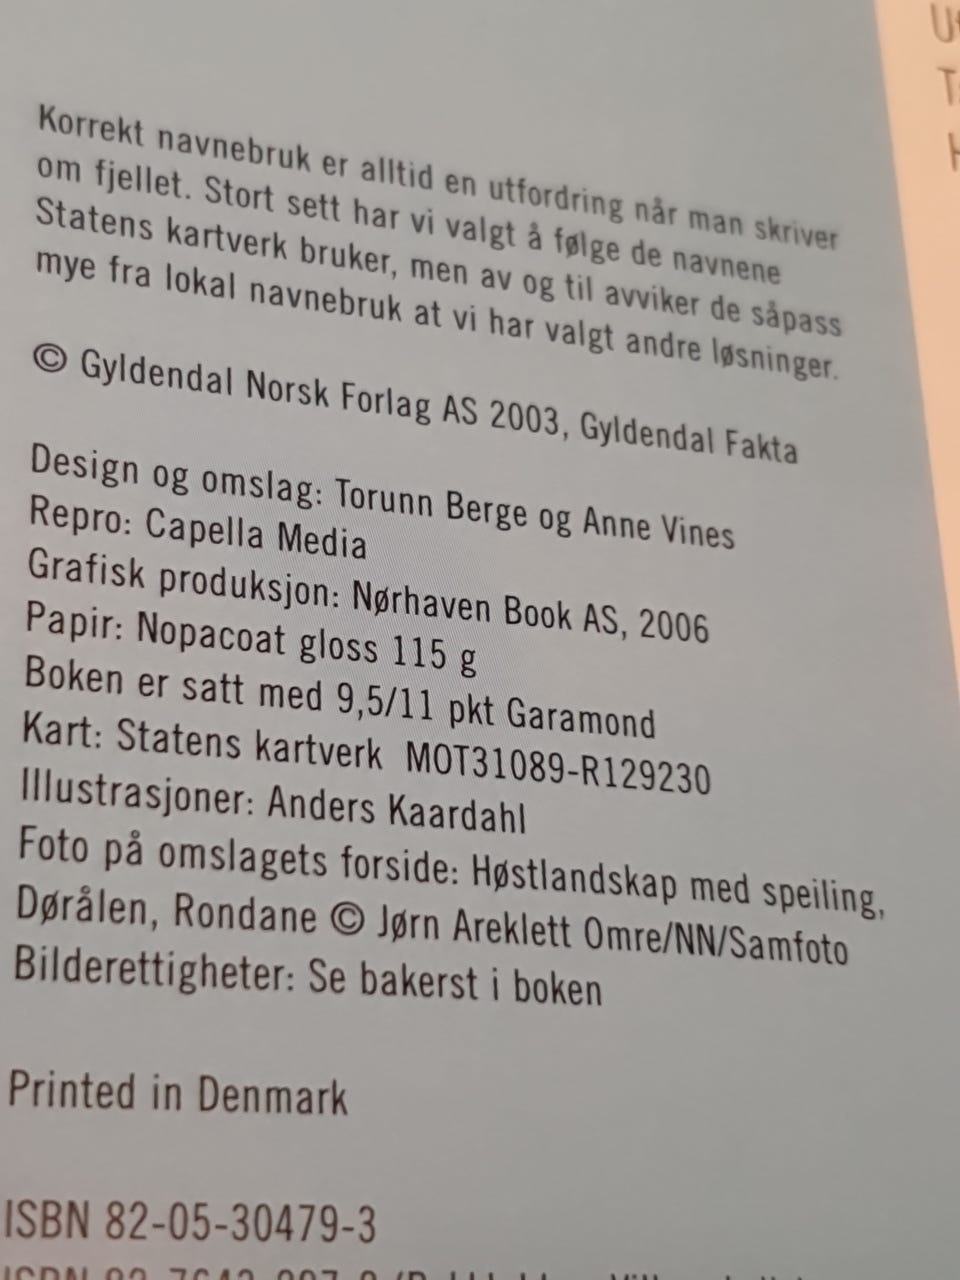 Korrekt navnebruk er alltid en utfordring når man skriver
om fjellet. Stort sett har vi valgt å følge de navnene
Statens kartverk bruker, men av og til avviker de såpass
mye fra lokal navnebruk at vi har valgt andre løsninger.
© Gyldendal Norsk Forlag AS 2003, Gyldendal Fakta
Design og omslag: Torunn Berge og Anne Vines
Repro: Capella Media
Grafisk produksjon: Nørhaven Book AS, 2006
Papir: Nopacoat gloss 115 g
Boken er satt med 9,5/11 pkt Garamond
Kart: Statens kartverk MOT31089-R129230
Illustrasjoner: Anders Kaardahl
Foto på omslagets forside: Høstlandskap med speiling,
Dørålen, Rondane © Jørn Areklett Omre/NN/Samfoto
Bilderettigheter: Se bakerst i boken
Printed in Denmark
ISBN 82-05-30479-3
ISBN